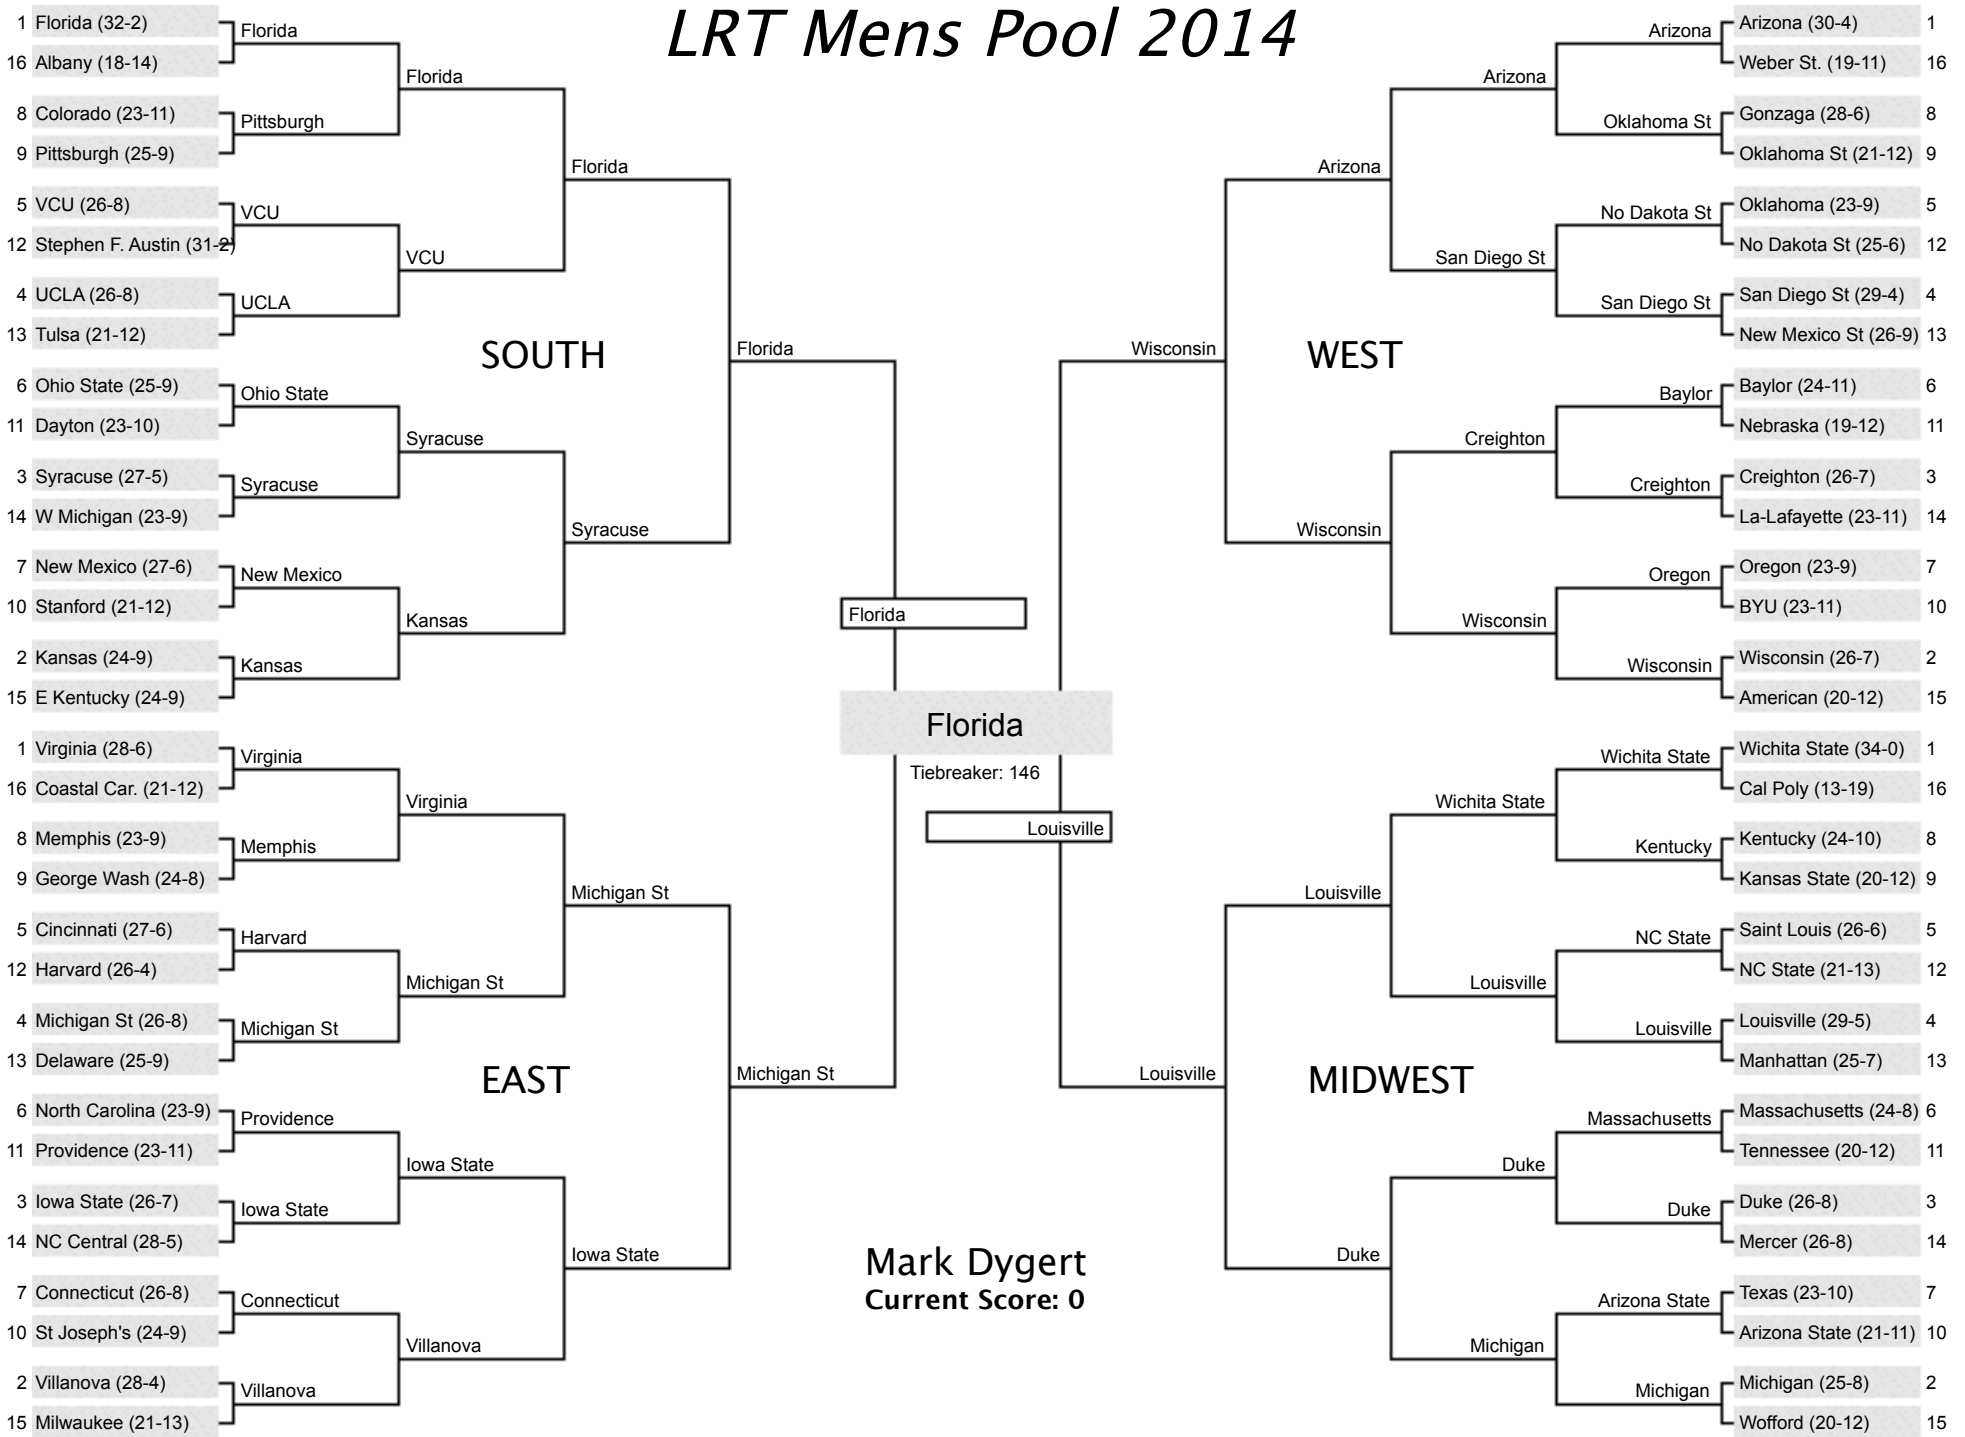 LRT Mens Pool 2014
1 Florida (32-2)
Florida
16 Albany (18-14)
Florida
8 Colorado (23-11)
Pittsburgh
9 Pittsburgh (25-9)
Florida
5 VCU (26-8)
VCU
12 Stephen F. Austin (31-2)
VCU
4 UCLA (26-8)
UCLA
13 Tulsa (21-12)
SOUTH
Florida
6 Ohio State (25-9)
Ohio State
11 Dayton (23-10)
Syracuse
3 Syracuse (27-5)
Syracuse
14 W Michigan (23-9)
Syracuse
7 New Mexico (27-6)
New Mexico
10 Stanford (21-12)
Kansas
2 Kansas (24-9)
Kansas
15 E Kentucky (24-9)
1 Virginia (28-6)
Virginia
16 Coastal Car. (21-12)
Virginia
8 Memphis (23-9)
Memphis
9 George Wash (24-8)
Michigan St
5 Cincinnati (27-6)
Harvard
12 Harvard (26-4)
Michigan St
4 Michigan St (26-8)
Michigan St
13 Delaware (25-9)
EAST
Michigan St
6 North Carolina (23-9)
Providence
11 Providence (23-11)
Iowa State
3 Iowa State (26-7)
Iowa State
14 NC Central (28-5)
Iowa State
7 Connecticut (26-8)
Connecticut
10 St Joseph's (24-9)
Villanova
2 Villanova (28-4)
Villanova
15 Milwaukee (21-13)
Florida
Florida
Tiebreaker: 146
Louisville
Mark Dygert
Current Score: 0
Arizona (30-4) 1
Arizona
Weber St. (19-11) 16
Arizona
Gonzaga (28-6) 8
Oklahoma St
Oklahoma St (21-12) 9
Arizona
Oklahoma (23-9) 5
No Dakota St
No Dakota St (25-6) 12
San Diego St
San Diego St (29-4) 4
San Diego St
New Mexico St (26-9) 13
WEST
Wisconsin
Baylor (24-11) 6
Baylor
Nebraska (19-12) 11
Creighton
Creighton (26-7) 3
Creighton
La-Lafayette (23-11) 14
Wisconsin
Oregon (23-9) 7
Oregon
BYU (23-11) 10
Wisconsin
Wisconsin (26-7) 2
Wisconsin
American (20-12) 15
Wichita State (34-0) 1
Wichita State
Cal Poly (13-19) 16
Wichita State
Kentucky (24-10) 8
Kentucky
Kansas State (20-12) 9
Louisville
Saint Louis (26-6) 5
NC State
NC State (21-13) 12
Louisville
Louisville (29-5) 4
Louisville
Manhattan (25-7) 13
MIDWEST
Louisville
Massachusetts (24-8) 6
Massachusetts
Tennessee (20-12) 11
Duke
Duke (26-8) 3
Duke
Mercer (26-8) 14
Duke
Texas (23-10) 7
Arizona State
Arizona State (21-11) 10
Michigan
Michigan (25-8) 2
Michigan
Wofford (20-12) 15